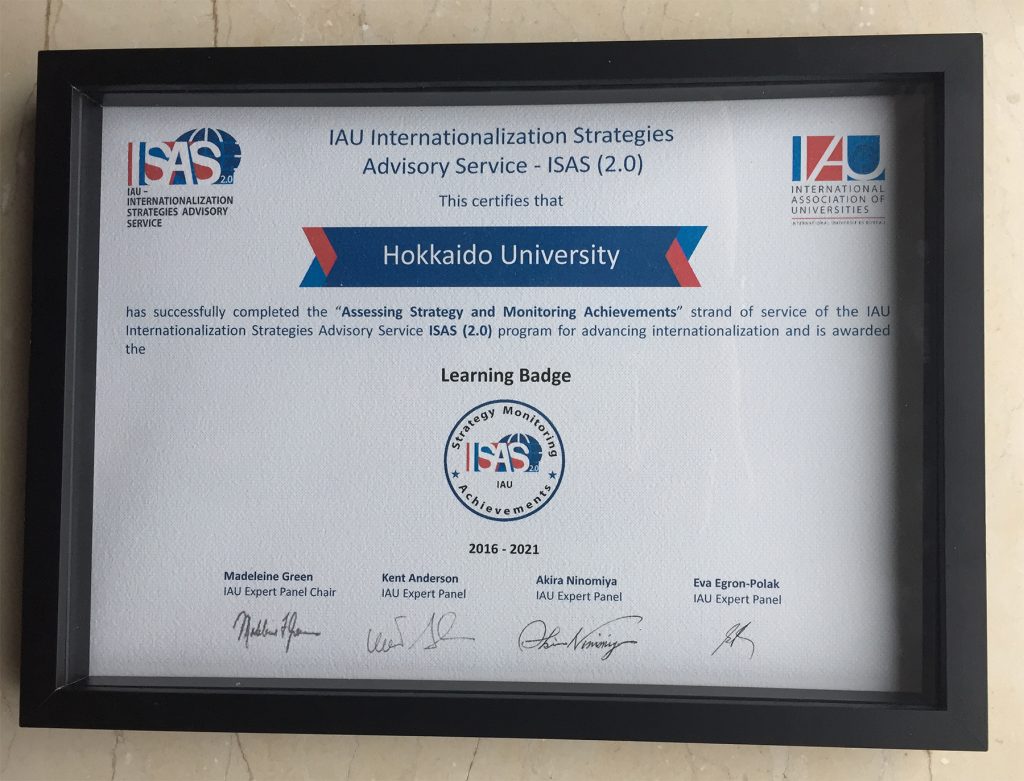 ISAS 2.0
IAU –
INTERNATIONALIZATION
STRATEGIES ADVISORY
SERVICE
IAU Internationalization Strategies
Advisory Service - ISAS (2.0)
IAU
INTERNATIONAL
ASSOCIATION OF
UNIVERSITIES
INTERNATIONAL UNIVERSITIES BUREAU
This certifies that
Hokkaido University
has successfully completed the “Assessing Strategy and Monitoring Achievements” strand of service of the IAU
Internationalization Strategies Advisory Service ISAS (2.0) program for advancing internationalization and is awarded
the
Learning Badge
Strategy Monitoring
ISAS 2.0
IAU
Achievements
2016 - 2021
Madeleine Green
IAU Expert Panel Chair
Kent Anderson
IAU Expert Panel
Akira Ninomiya
IAU Expert Panel
Eva Egron-Polak
IAU Expert Panel